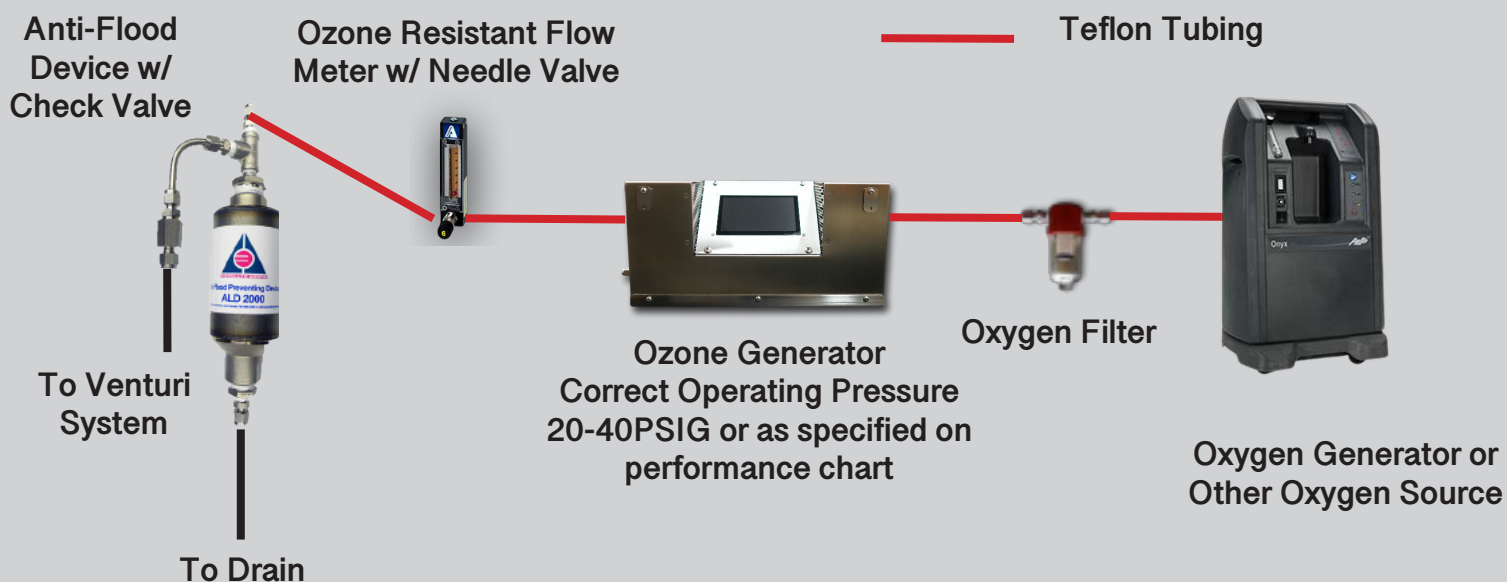 Anti-Flood
Device w/
Check Valve
Ozone Resistant Flow
Meter w/ Needle Valve
Teflon Tubing
Onyx
ALD 2000
Oxygen Filter
Ozone Generator
Correct Operating Pressure
20-40PSIG or as specified on
performance chart
To Venturi
System
Oxygen Generator or
Other Oxygen Source
To Drain